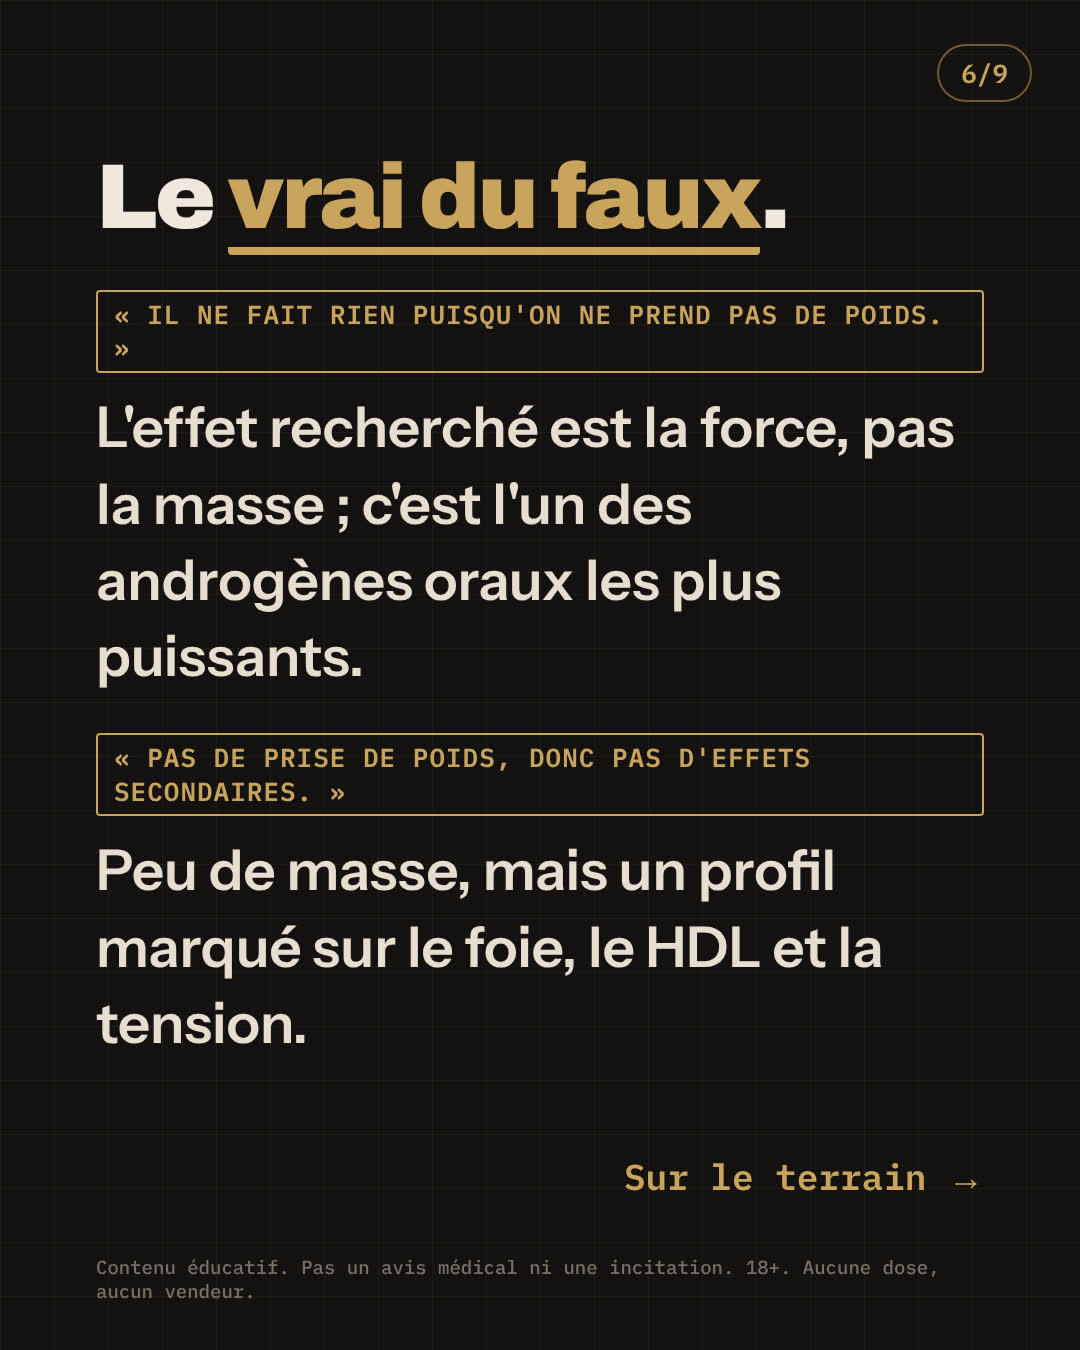 6/9
Le vrai du faux.
« IL NE FAIT RIEN PUISQU'ON NE PREND PAS DE POIDS.
»
L'effet recherché est la force, pas
la masse ; c'est l'un des
androgènes oraux les plus
puissants.
« PAS DE PRISE DE POIDS, DONC PAS D'EFFETS
SECONDAIRES. »
Peu de masse, mais un profil
marqué sur le foie, le HDL et la
tension.
Sur le terrain →
Contenu éducatif. Pas un avis médical ni une incitation. 18+. Aucune dose,
aucun vendeur.